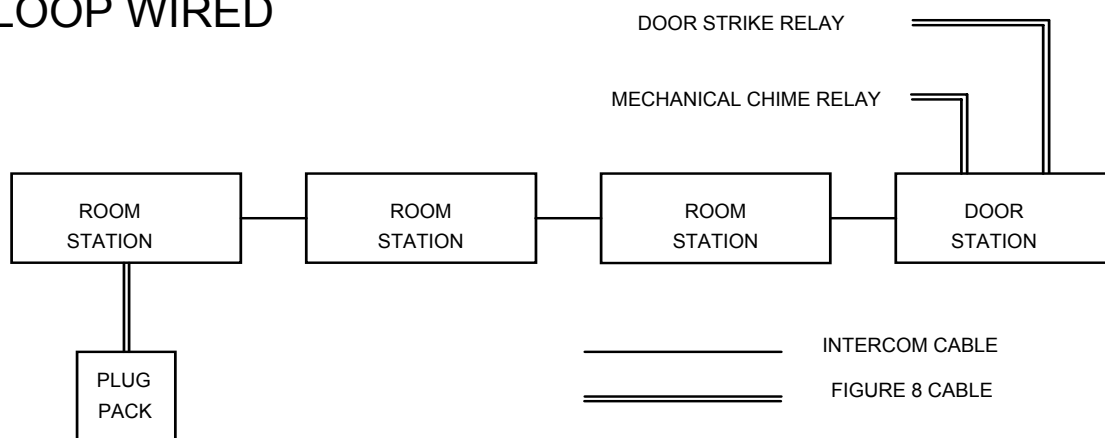 LOOP WIRED
DOOR STRIKE RELAY
MECHANICAL CHIME RELAY
ROOM
STATION
ROOM
STATION
ROOM
STATION
DOOR
STATION
INTERCOM CABLE
FIGURE 8 CABLE
PLUG
PACK